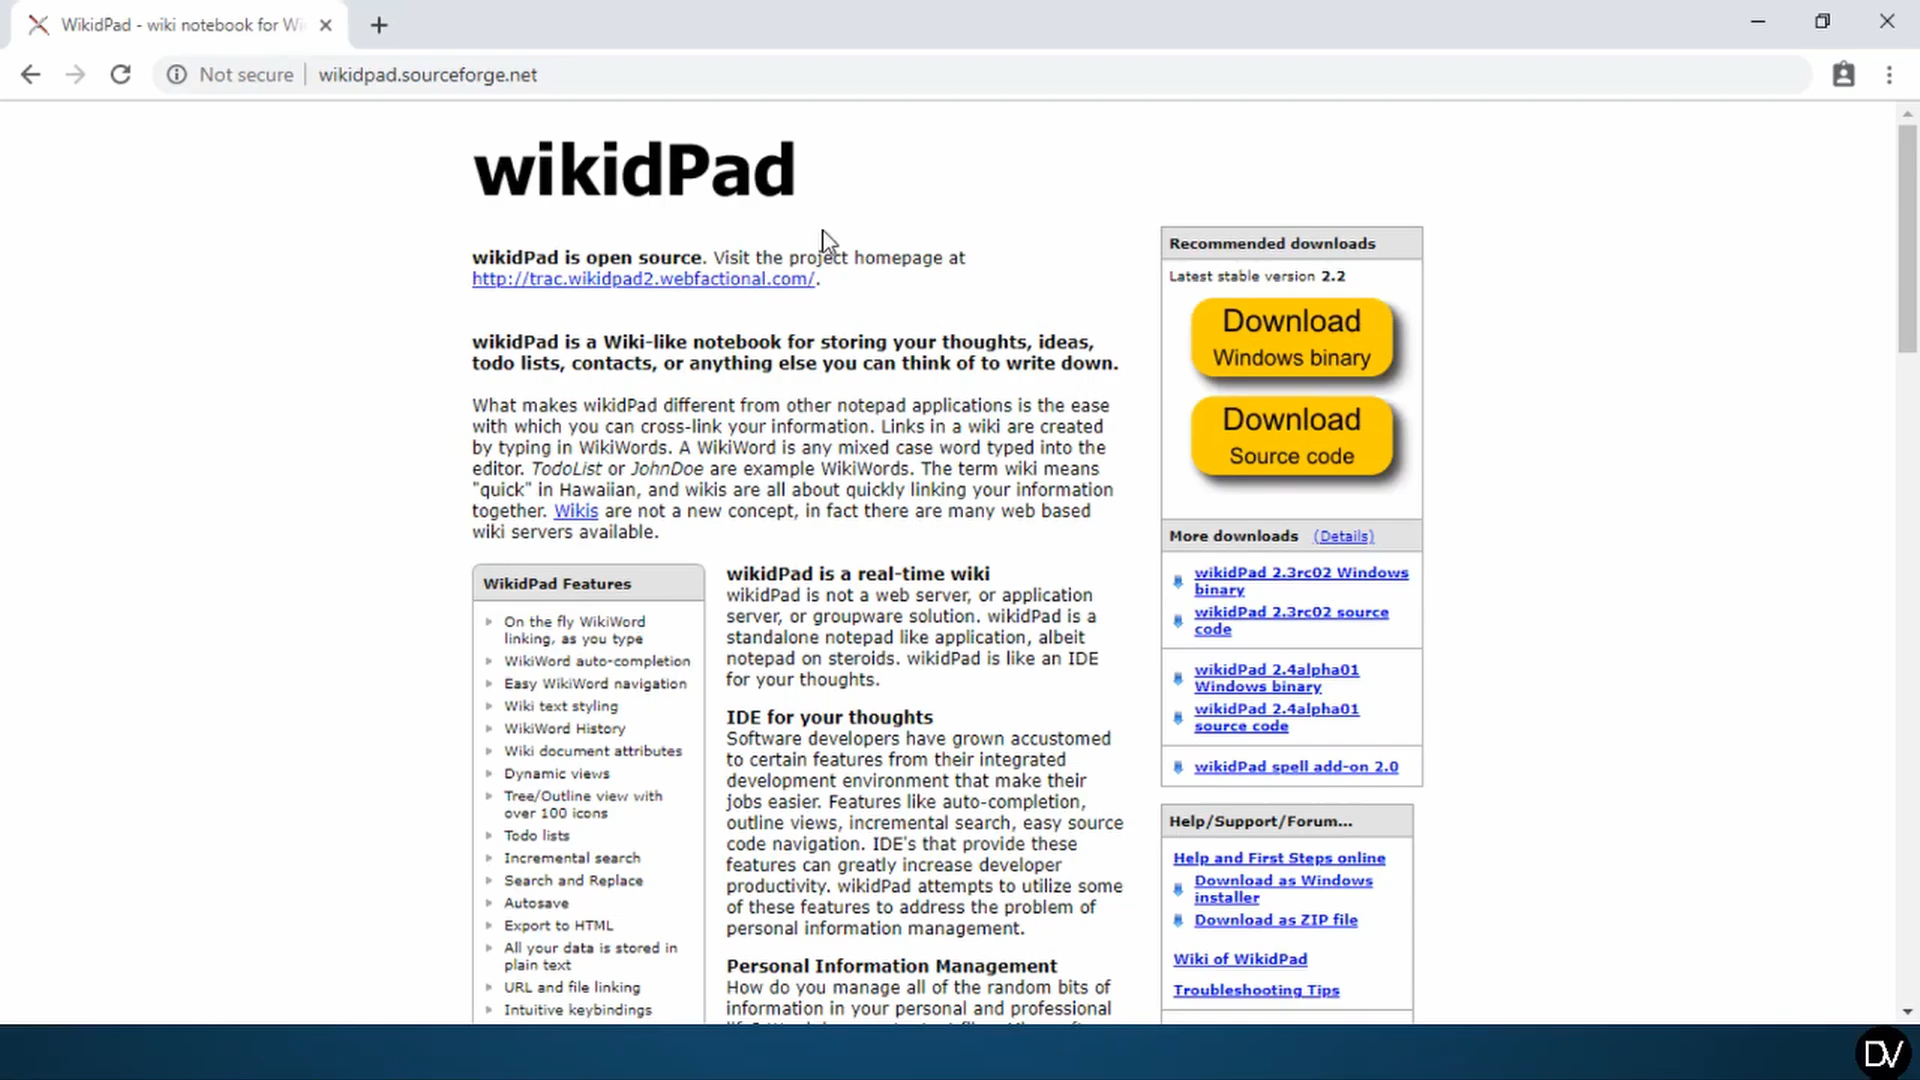 WikidPad - wiki notebook for Wi
Not secure
wikidpad.sourceforge.net
wikidPad
wikidPad is open source. Visit the project homepage at
http://trac.wikidpad2.webfactional.com/.
wikidPad is a Wiki-like notebook for storing your thoughts, ideas,
todo lists, contacts, or anything else you can think of to write down.
What makes wikidPad different from other notepad applications is the ease
with which you can cross-link your information. Links in a wiki are created
by typing in WikiWords. A WikiWord is any mixed case word typed into the
editor. TodoList or JohnDoe are example WikiWords. The term wiki means
"quick" in Hawaiian, and wikis are all about quickly linking your information
together. Wikis are not a new concept, in fact there are many web based
wiki servers available.
WikidPad Features
On the fly WikiWord
linking, as you type
WikiWord auto-completion
Easy WikiWord navigation
Wiki text styling
WikiWord History
Wiki document attributes
Dynamic views
Tree/Outline view with
over 100 icons
Todo lists
Incremental search
Search and Replace
Autosave
Export to HTML
All your data is stored in
plain text
URL and file linking
Intuitive keybindings
wikidPad is a real-time wiki
wikidPad is not a web server, or application
server, or groupware solution. wikidPad is a
standalone notepad like application, albeit
notepad on steroids. wikidPad is like an IDE
for your thoughts.
IDE for your thoughts
Software developers have grown accustomed
to certain features from their integrated
development environment that make their
jobs easier. Features like auto-completion,
outline views, incremental search, easy source
code navigation. IDE's that provide these
features can greatly increase developer
productivity. wikidPad attempts to utilize some
of these features to address the problem of
personal information management.
Personal Information Management
How do you manage all of the random bits of
information in your personal and professional
Recommended downloads
Latest stable version 2.2
Download
Windows binary
Download
Source code
More downloads (Details)
wikidPad 2.3rc02 Windows
binary
wikidPad 2.3rc02 source
code
wikidPad 2.4alpha01
Windows binary
wikidPad 2.4alpha01
source code
wikidPad spell add-on 2.0
Help/Support/Forum...
Help and First Steps online
Download as Windows
installer
Download as ZIP file
Wiki of WikidPad
Troubleshooting Tips
DV